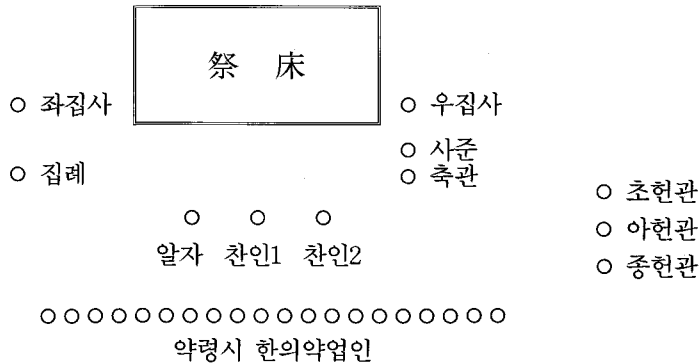 祭 床
○ 좌집사 ○ 우집사
○ 사준
○ 집례 ○ 축관
○ 초헌관
○ ○ ○
○ 아헌관
알자 찬인1 찬인2
○ 종헌관
○○○○○○○○○○○○○○○○○○○○
약령시 한의약업인